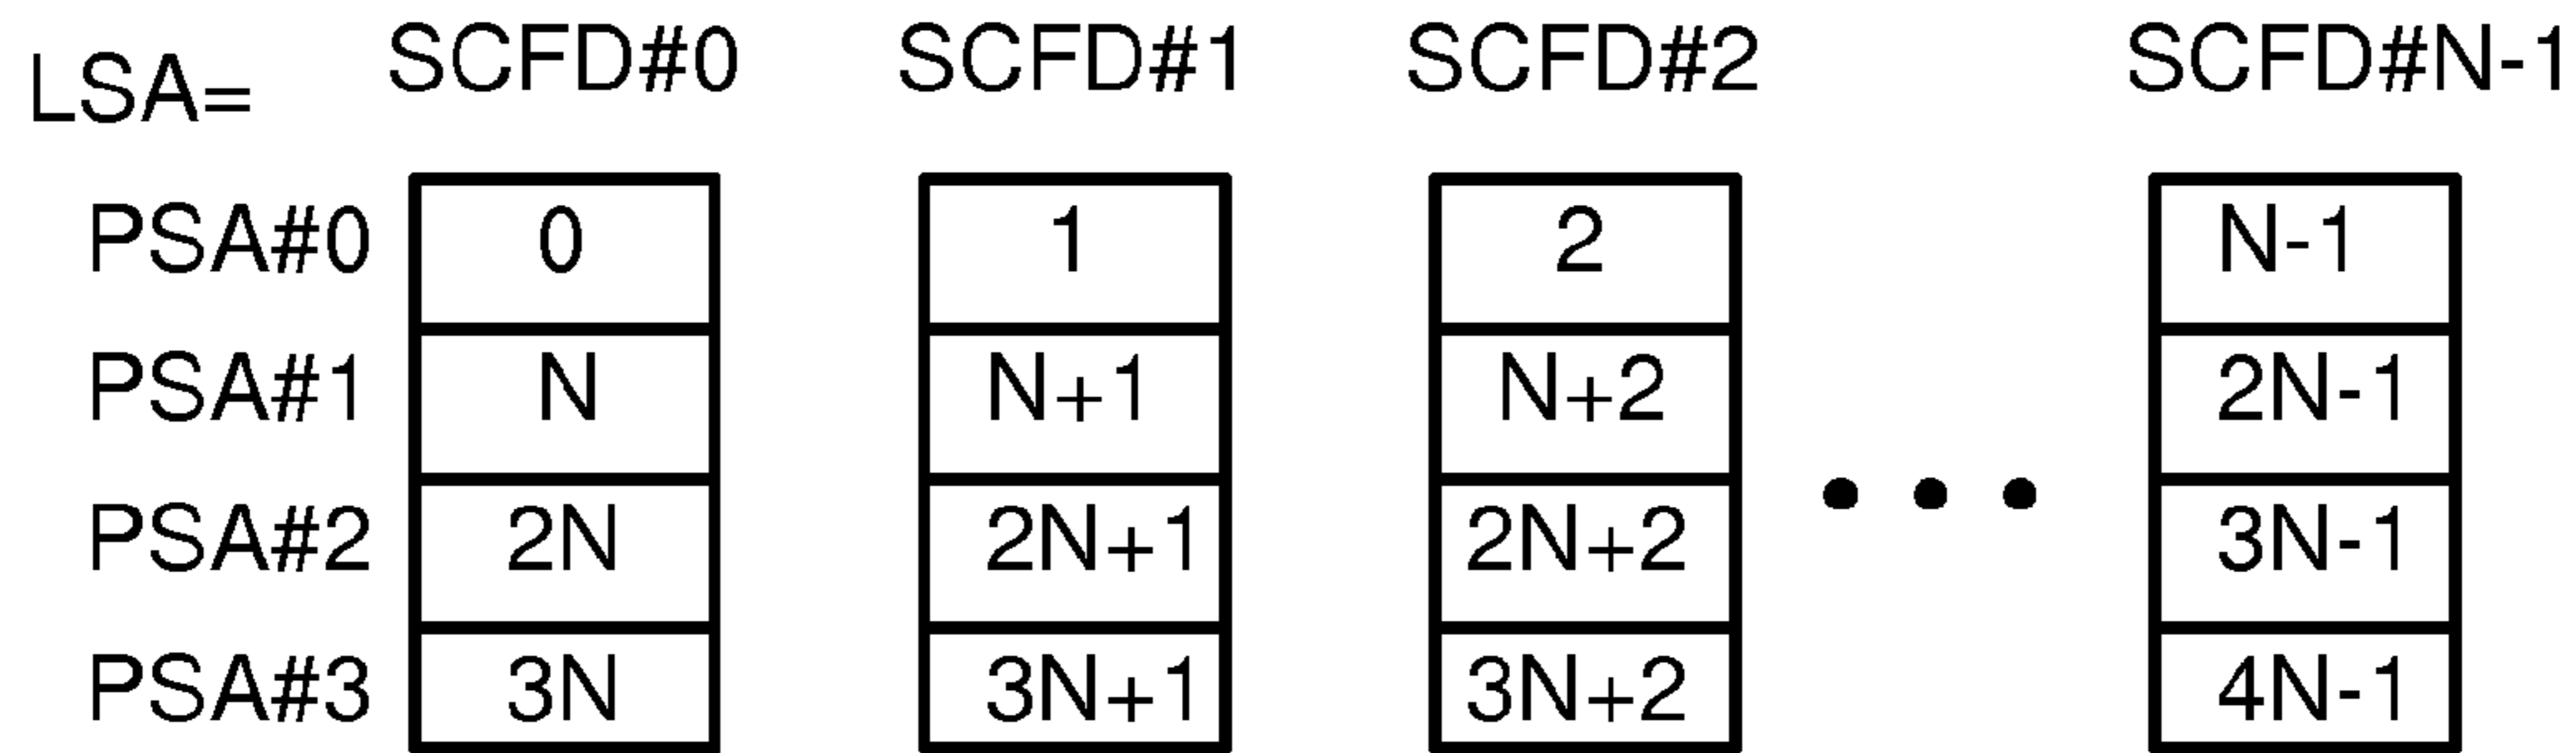 LSA= SCFD#0 SCFD#1 SCFD#2 SCFD#N-1
PSA#0 0 1 2 N-1
PSA#1 N N+1 N+2 2N-1
PSA#2 2N 2N+1 2N+2 3N-1
PSA#3 3N 3N+1 3N+2 4N-1